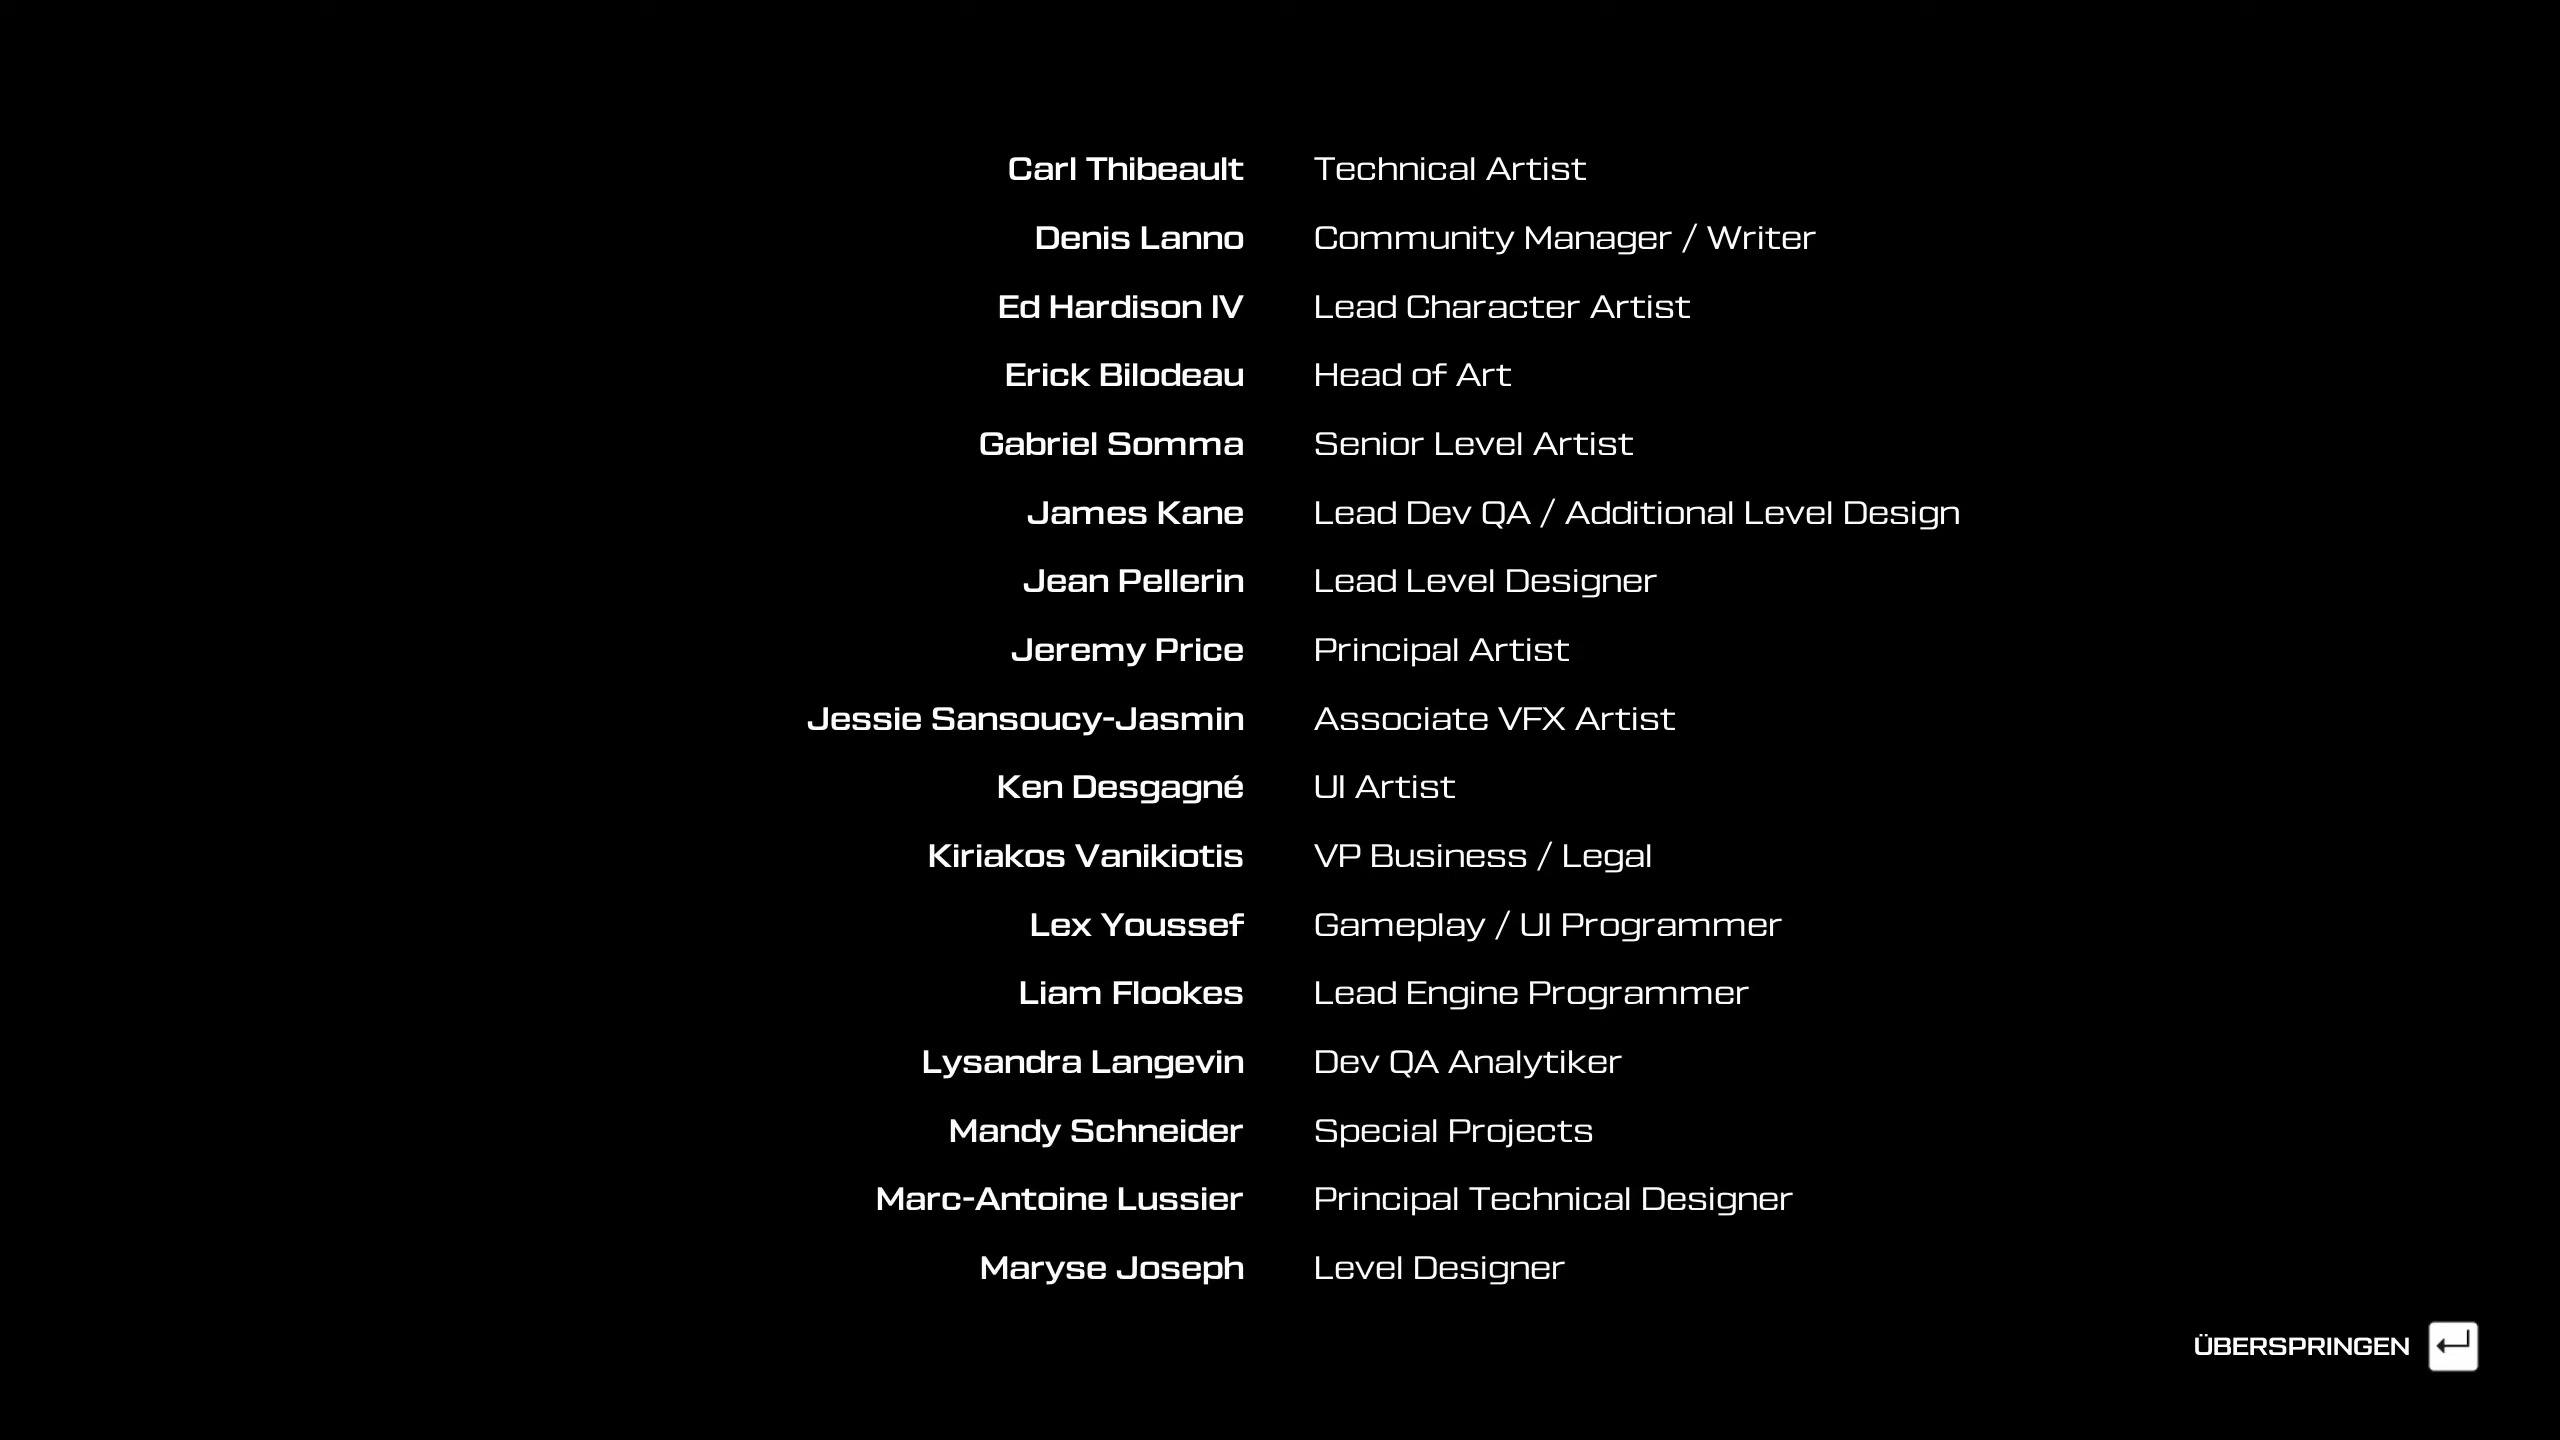 Carl Thibeault Technical Artist
Denis Lanno Community Manager / Writer
Ed Hardison IV Lead Character Artist
Erick Bilodeau Head of Art
Gabriel Somma Senior Level Artist
James Kane Lead Dev QA / Additional Level Design
Jean Pellerin Lead Level Designer
Jeremy Price Principal Artist
Jessie Sansoucy-Jasmin Associate VFX Artist
Ken Desgagné UI Artist
Kiriakos Vanikiotis VP Business / Legal
Lex Youssef Gameplay / UI Programmer
Liam Flookes Lead Engine Programmer
Lysandra Langevin Dev QA Analytiker
Mandy Schneider Special Projects
Marc-Antoine Lussier Principal Technical Designer
Maryse Joseph Level Designer
ÜBERSPRINGEN